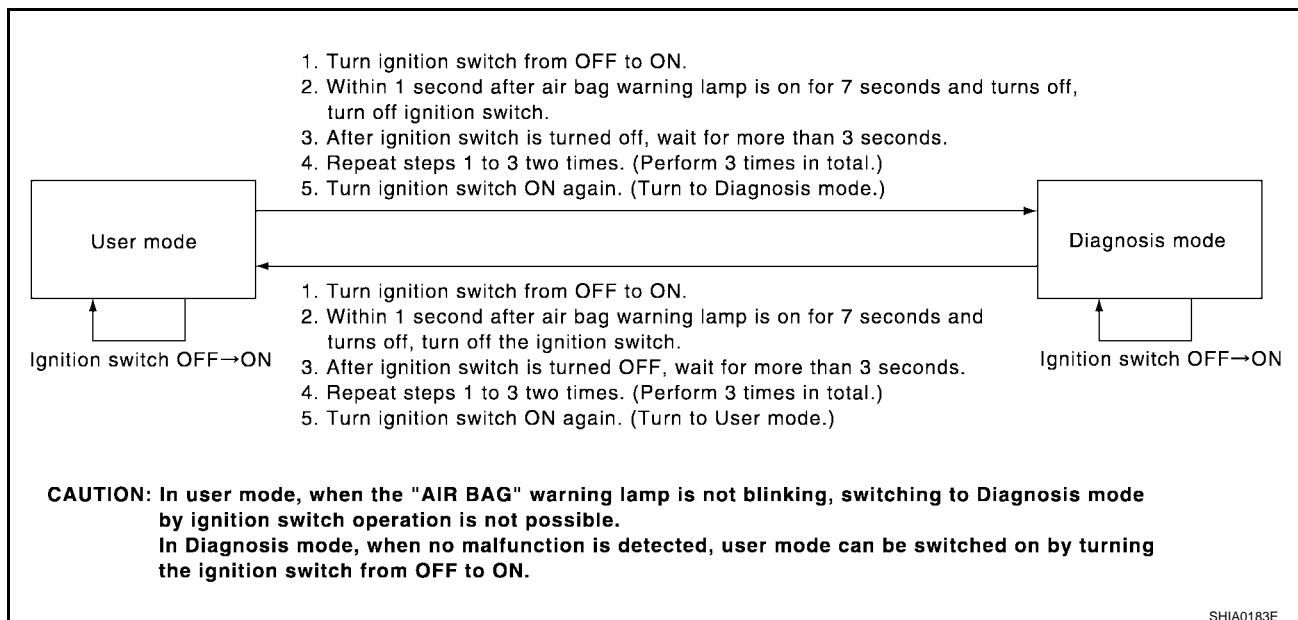 1. Turn ignition switch from OFF to ON.
2. Within 1 second after air bag warning lamp is on for 7 seconds and turns off,
turn off ignition switch.
3. After ignition switch is turned off, wait for more than 3 seconds.
4. Repeat steps 1 to 3 two times. (Perform 3 times in total.)
5. Turn ignition switch ON again. (Turn to Diagnosis mode.)
User mode
Diagnosis mode
1. Turn ignition switch from OFF to ON.
2. Within 1 second after air bag warning lamp is on for 7 seconds and
turns off, turn off the ignition switch.
3. After ignition switch is turned OFF, wait for more than 3 seconds.
4. Repeat steps 1 to 3 two times. (Perform 3 times in total.)
5. Turn ignition switch ON again. (Turn to User mode.)
Ignition switch OFF→ON
Ignition switch OFF→ON
CAUTION: In user mode, when the "AIR BAG" warning lamp is not blinking, switching to Diagnosis mode
by ignition switch operation is not possible.
In Diagnosis mode, when no malfunction is detected, user mode can be switched on by turning
the ignition switch from OFF to ON.
SHIA0183E